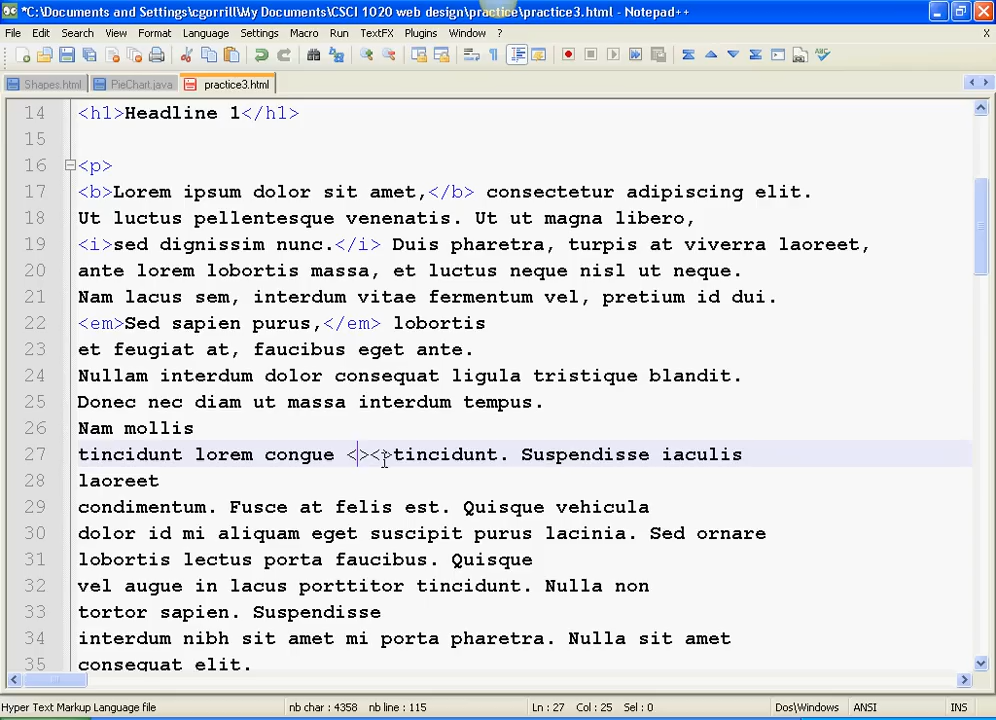 *C:\Documents and Settings\cgorrill\My Documents\CSCI 1020 web design\practice\practice3.html - Notepad++
File Edit Search View Format Language Settings Macro Run TextFX Plugins Window ? X
Shapes.html PieChart.java practice3.html
14 <h1>Headline 1</h1>
15
16 <p>
17 <b>Lorem ipsum dolor sit amet,</b> consectetur adipiscing elit.
18 Ut luctus pellentesque venenatis. Ut ut magna libero,
19 <i>sed dignissim nunc.</i> Duis pharetra, turpis at viverra laoreet,
20 ante lorem lobortis massa, et luctus neque nisl ut neque.
21 Nam lacus sem, interdum vitae fermentum vel, pretium id dui.
22 <em>Sed sapien purus,</em> lobortis
23 et feugiat at, faucibus eget ante.
24 Nullam interdum dolor consequat ligula tristique blandit.
25 Donec nec diam ut massa interdum tempus.
26 Nam mollis
27 tincidunt lorem congue <><>tincidunt. Suspendisse iaculis
28 laoreet
29 condimentum. Fusce at felis est. Quisque vehicula
30 dolor id mi aliquam eget suscipit purus lacinia. Sed ornare
31 lobortis lectus porta faucibus. Quisque
32 vel augue in lacus porttitor tincidunt. Nulla non
33 tortor sapien. Suspendisse
34 interdum nibh sit amet mi porta pharetra. Nulla sit amet
35 consequat elit.
Hyper Text Markup Language file nb char : 4358 nb line : 115 Ln : 27 Col : 25 Sel : 0 Dos\Windows ANSI INS